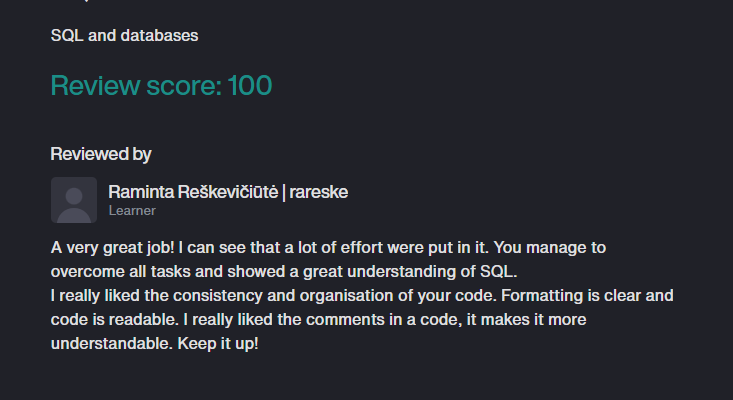 SQL and databases
Review score: 100
Reviewed by
Raminta Reškevičiūtė | rareske
Learner
A very great job! I can see that a lot of effort were put in it. You manage to
overcome all tasks and showed a great understanding of SQL.
I really liked the consistency and organisation of your code. Formatting is clear and
code is readable. I really liked the comments in a code, it makes it more
understandable. Keep it up!